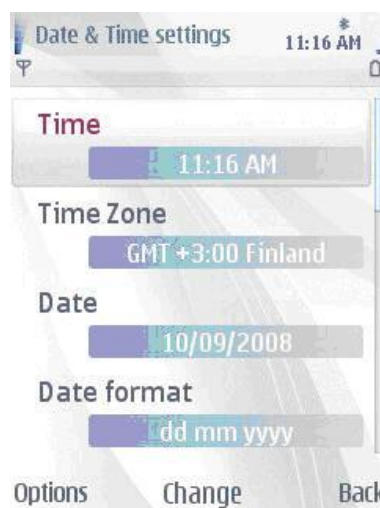 Date & Time settings
11:16 AM
Time
11:16 AM
Time Zone
GMT +3:00 Finland
Date
10/09/2008
Date format
dd mm yyyy
Options Change Back